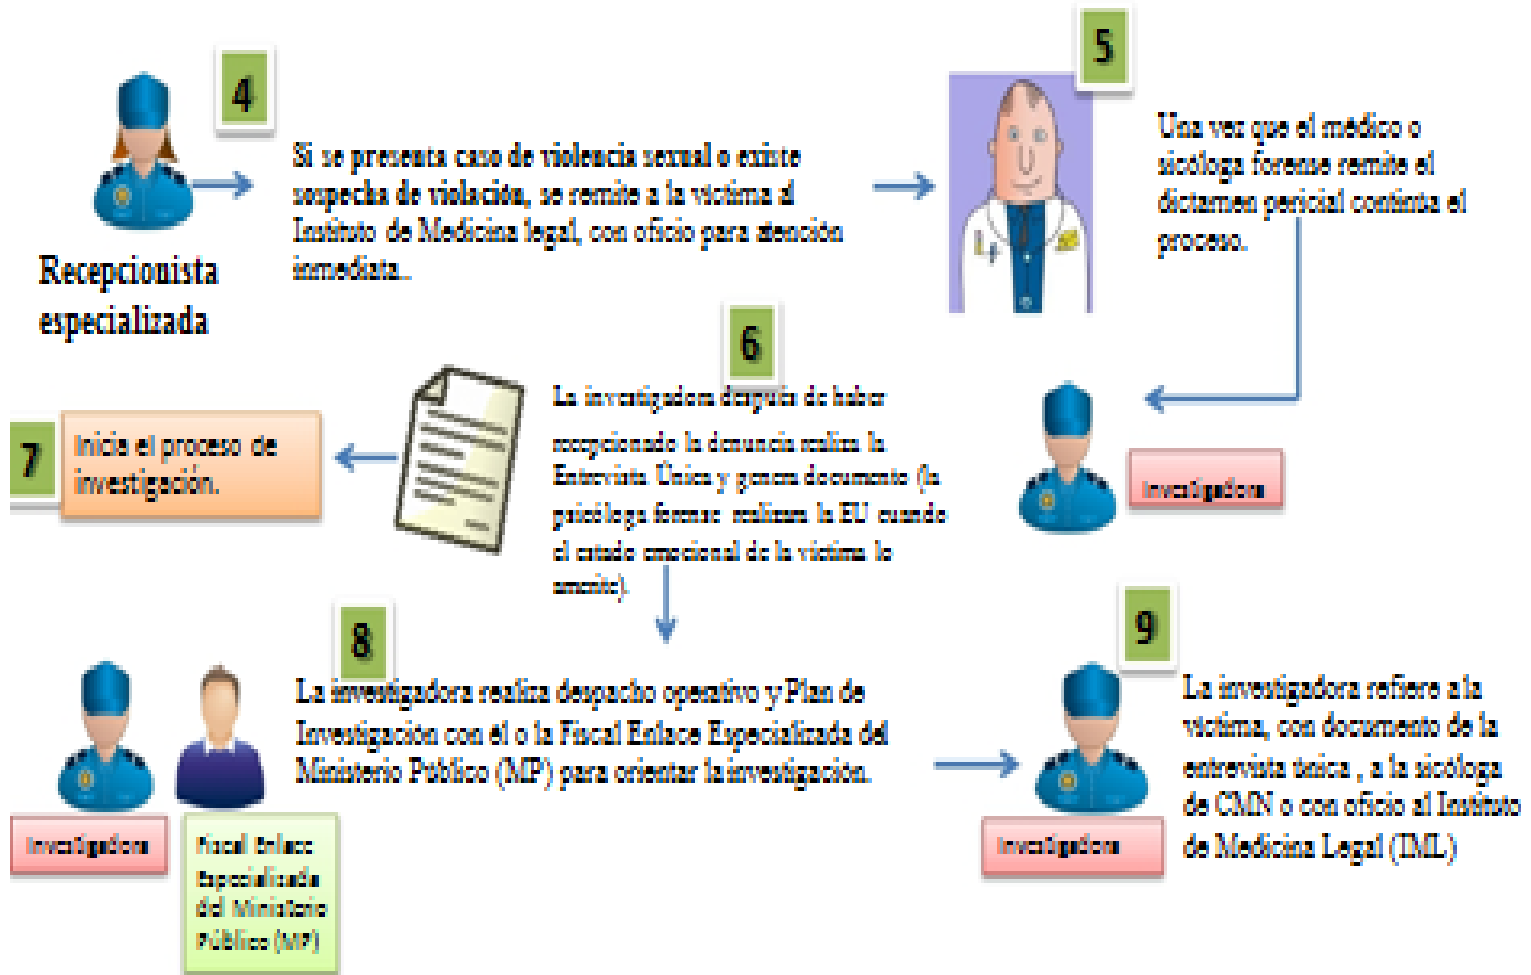 4
Si se presenta caso de violencia sexual o existe
sospecha de violación, se remite a la víctima al
Instituto de Medicina legal, con oficio para atención
inmediata..
Recepcionista
especializada
5
Una vez que el médico o
sicóloga forense remite el
dictamen pericial continua el
proceso.
Investigadora
6
La investigadora después de haber
recepcionado la denuncia realiza la
Entrevista Única y genera documento (la
psicóloga forense realizara la EU cuando
el estado emocional de la víctima lo
amerite).
7
Inicia el proceso de
investigación.
8
La investigadora realiza despacho operativo y Plan de
Investigación con él o la Fiscal Enlace Especializada del
Ministerio Público (MP) para orientar la investigación.
Investigadora
Fiscal Enlace
Especializada
del Ministerio
Público (MP)
9
La investigadora refiere a la
víctima, con documento de la
entrevista única , a la sicóloga
de CMN o con oficio al Instituto
de Medicina Legal (IML)
Investigadora